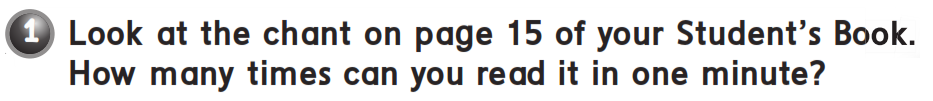 1 Look at the chant on page 15 of your Student's Book.
How many times can you read it in one minute?